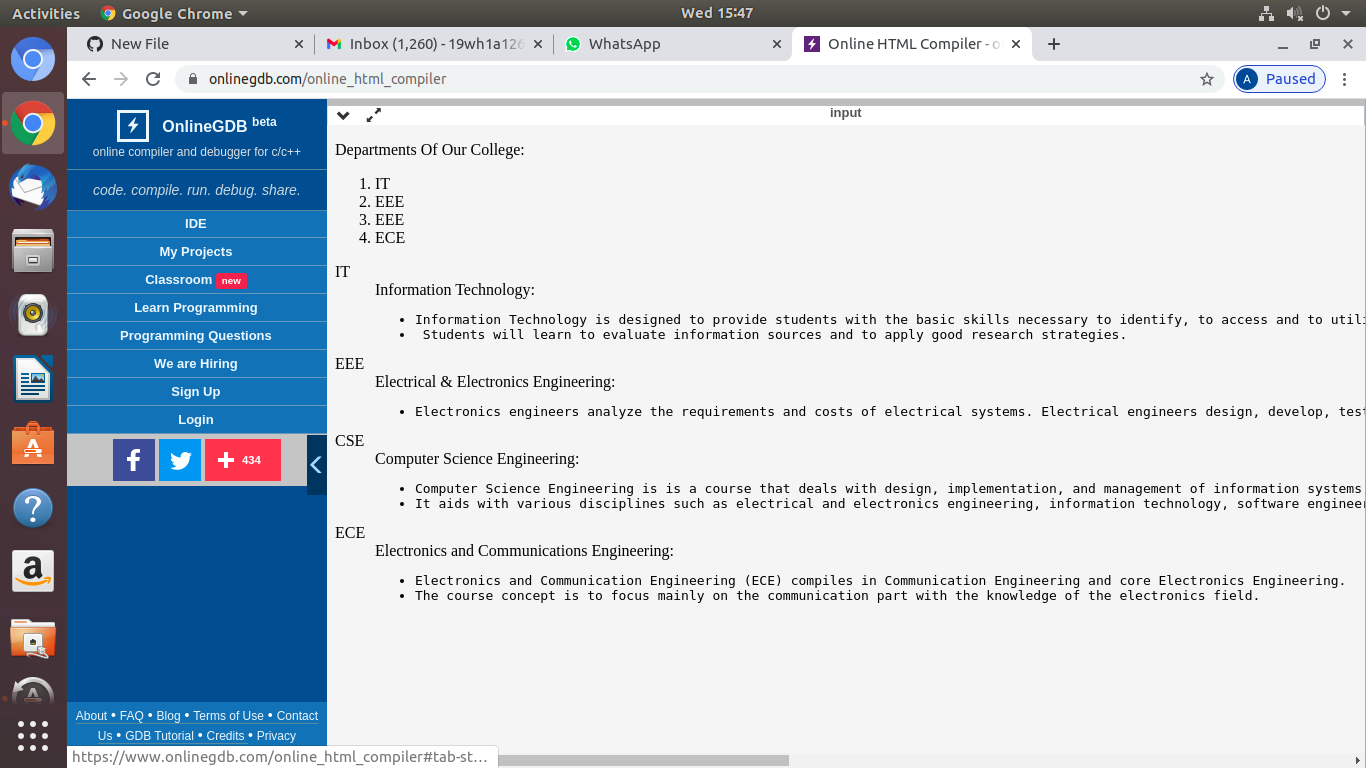 Activities Google Chrome Wed 15:47
New File Inbox (1,260) - 19wh1a126 WhatsApp Online HTML Compiler - o
onlinegdb.com/online_html_compiler A Paused
OnlineGDB beta
online compiler and debugger for c/c++
code. compile. run. debug. share.
IDE
My Projects
Classroom new
Learn Programming
Programming Questions
We are Hiring
Sign Up
Login
434
About • FAQ • Blog • Terms of Use • Contact
Us • GDB Tutorial • Credits • Privacy
https://www.onlinegdb.com/online_html_compiler#tab-st…
input
Departments Of Our College:
1. IT
2. EEE
3. EEE
4. ECE
IT
Information Technology:
• Information Technology is designed to provide students with the basic skills necessary to identify, to access and to utili
• Students will learn to evaluate information sources and to apply good research strategies.
EEE
Electrical & Electronics Engineering:
• Electronics engineers analyze the requirements and costs of electrical systems. Electrical engineers design, develop, test
CSE
Computer Science Engineering:
• Computer Science Engineering is is a course that deals with design, implementation, and management of information systems
• It aids with various disciplines such as electrical and electronics engineering, information technology, software engineer
ECE
Electronics and Communications Engineering:
• Electronics and Communication Engineering (ECE) compiles in Communication Engineering and core Electronics Engineering.
• The course concept is to focus mainly on the communication part with the knowledge of the electronics field.